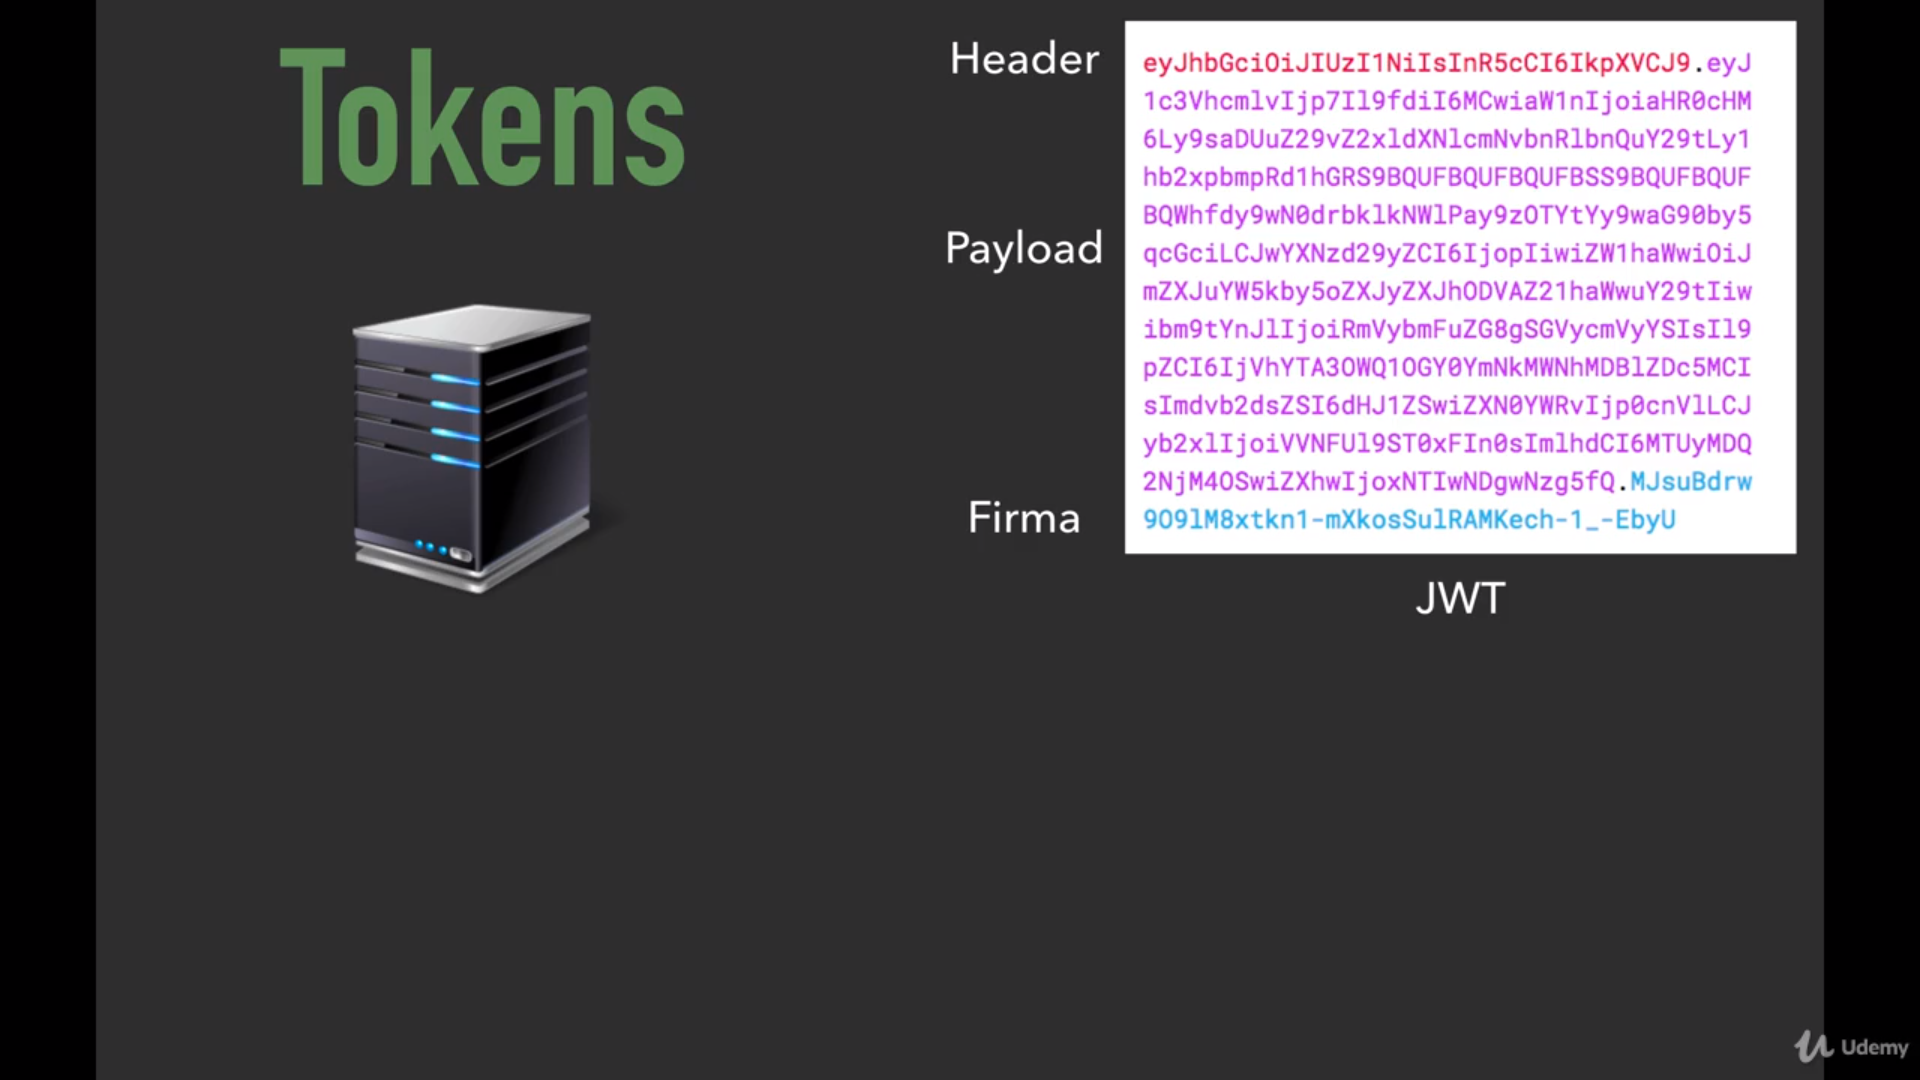 Tokens
Header
Payload
Firma
eyJhbGciOiJIUzI1NiIsInR5cCI6IkpXVCJ9.eyJ
1c3VhcmlvIjp7Il9fdiI6MCwiaW1nIjoiaHR0cHM
6Ly9saDUuZ29vZ2xldXNlcmNvbnRlbnQuY29tLy1
hb2xpbmpRd1hGRS9BQUFBQUFBQUFBSS9BQUFBQUF
BQWhfdy9wN0drbklkNWlPay9zOTYtYy9waG90by5
qcGciLCJwYXNzd29yZCI6IjopIiwiZW1haWwiOiJ
mZXJuYW5kby5oZXJyZXJhODVAZ21haWwuY29tIiw
ibm9tYnJlIjoiRmVybmFuZG8gSGVycmVyYSIsIl9
pZCI6IjVhYTA3OWQ1OGY0YmNkMWNhMDBlZDc5MCI
sImdvb2dsZSI6dHJ1ZSwiZXN0YWRvIjp0cnVlLCJ
yb2xlIjoiVVNFUl9ST0xFIn0sImlhdCI6MTUyMDQ
2NjM4OSwiZXhwIjoxNTIwNDgwNzg5fQ.MJsuBdrw
9O9lM8xtkn1-mXkosSulRAMKech-1_-EbyU
JWT
Udemy